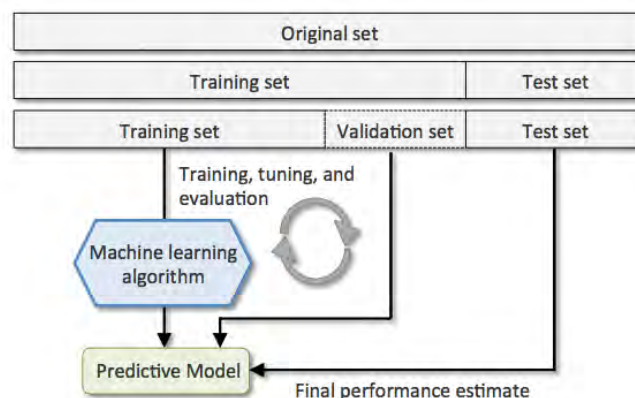 Original set
Training set
Test set
Training set
Validation set
Test set
Training, tuning, and
evaluation
Machine learning
algorithm
Predictive Model
Final performance estimate